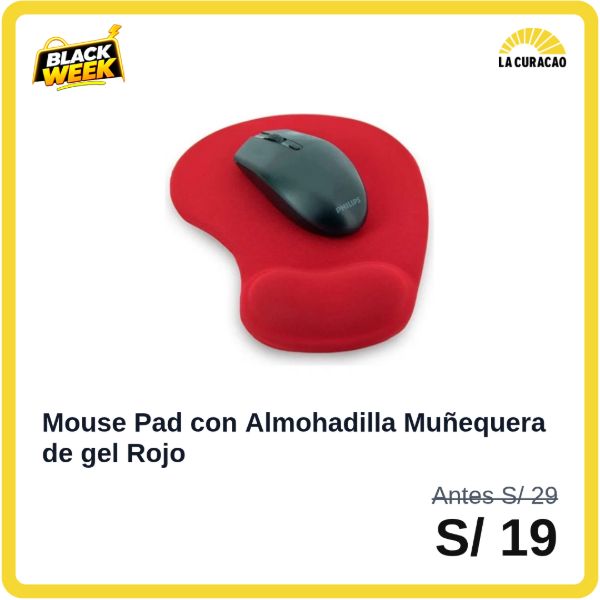 BLACK
WEEK
LA CURACAO
PHILIPS
Mouse Pad con Almohadilla Muñequera
de gel Rojo
Antes S/ 29
S/ 19